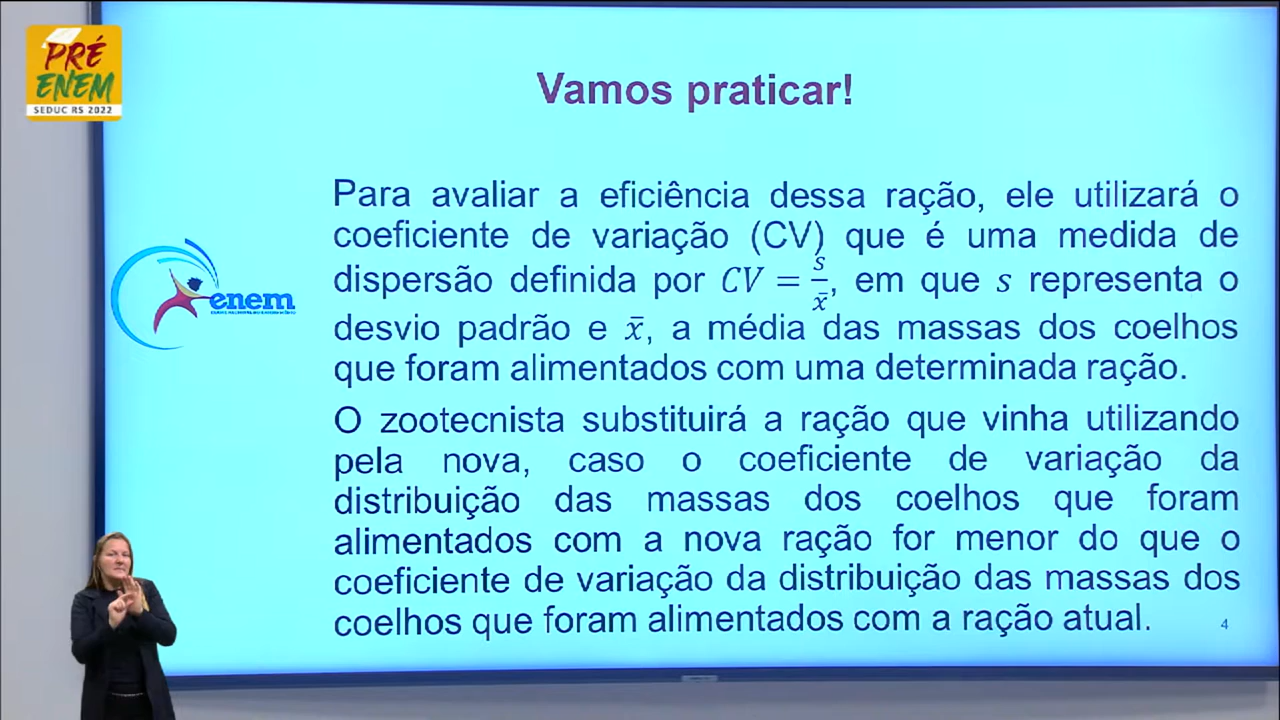 PRÉ
ENEM
SEDUC RS 2022
Vamos praticar!
Para avaliar a eficiência dessa ração, ele utilizará o
coeficiente de variação (CV) que é uma medida de
dispersão definida por CV = s/x̄, em que s representa o
desvio padrão e x̄, a média das massas dos coelhos
que foram alimentados com uma determinada ração.
enem
O zootecnista substituirá a ração que vinha utilizando
pela nova, caso o coeficiente de variação da
distribuição das massas dos coelhos que foram
alimentados com a nova ração for menor do que o
coeficiente de variação da distribuição das massas dos
coelhos que foram alimentados com a ração atual.
4